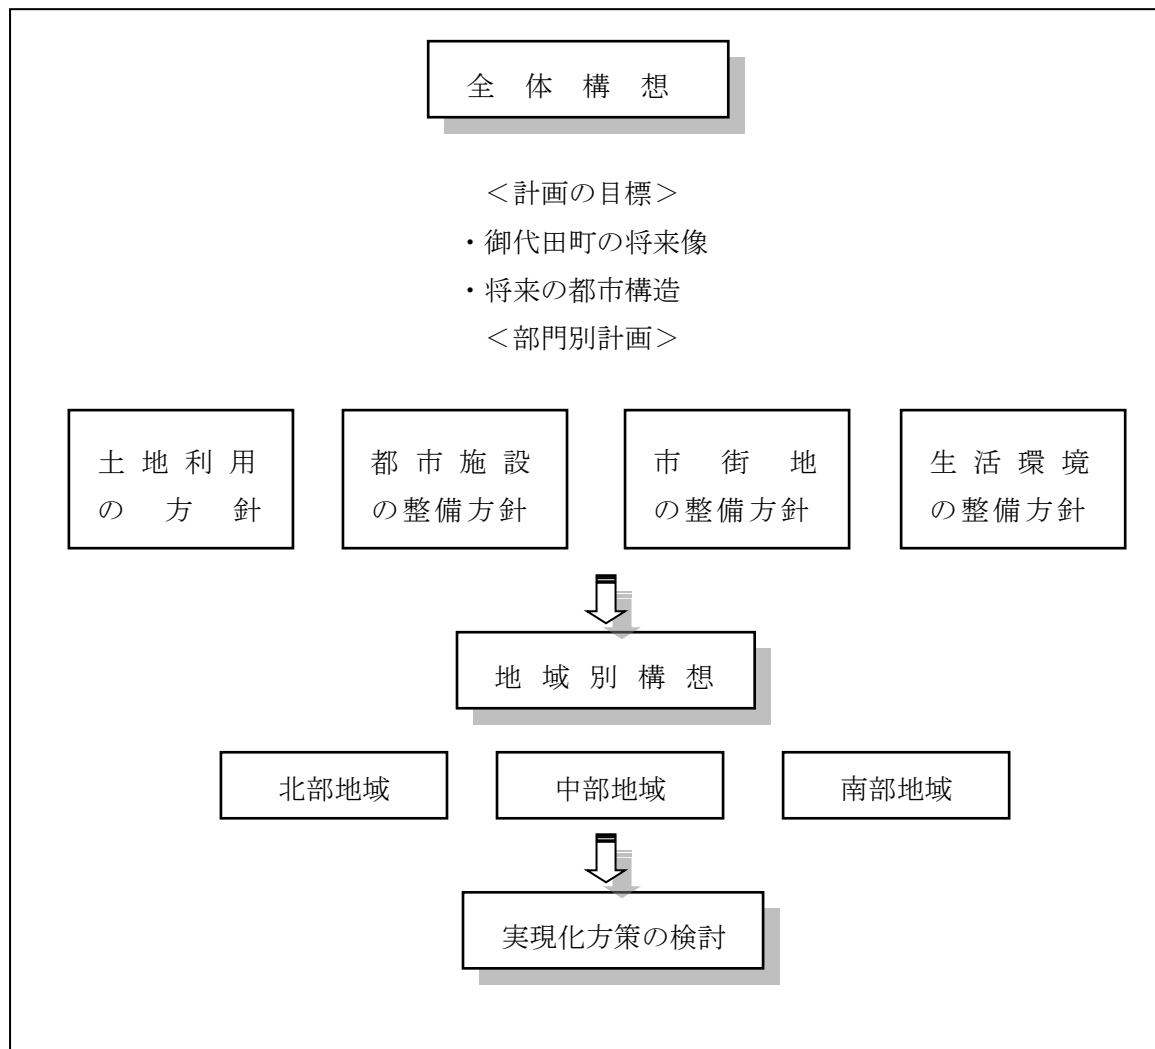 全体構想
＜計画の目標＞
・御代田町の将来像
・将来の都市構造
＜部門別計画＞
土地利用
の方針
都市施設
の整備方針
市街地
の整備方針
生活環境
の整備方針
地域別構想
北部地域
中部地域
南部地域
実現化方策の検討